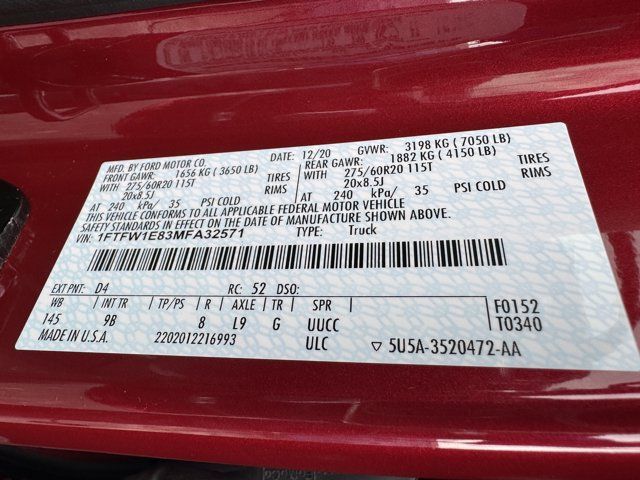 MFD. BY FORD MOTOR CO.
DATE: 12/20 GVWR: 3198 KG ( 7050 LB)
FRONT GAWR: 1656 KG ( 3650 LB) REAR GAWR: 1882 KG ( 4150 LB)
WITH 275/60R20 115T TIRES WITH 275/60R20 115T TIRES
20x8.5J RIMS 20x8.5J RIMS
AT 240 kPa/ 35 PSI COLD AT 240 kPa/ 35 PSI COLD
THIS VEHICLE CONFORMS TO ALL APPLICABLE FEDERAL MOTOR VEHICLE
SAFETY STANDARDS IN EFFECT ON THE DATE OF MANUFACTURE SHOWN ABOVE.
VIN: 1FTFW1E83MFA32571 TYPE: Truck
EXT PNT: D4 RC: 52 DSO:
WB INT TR TP/PS R AXLE TR SPR F0152
145 9B 8 L9 G UUCC T0340
MADE IN U.S.A. 2202012216993 ULC ▽ 5U5A-3520472-AA